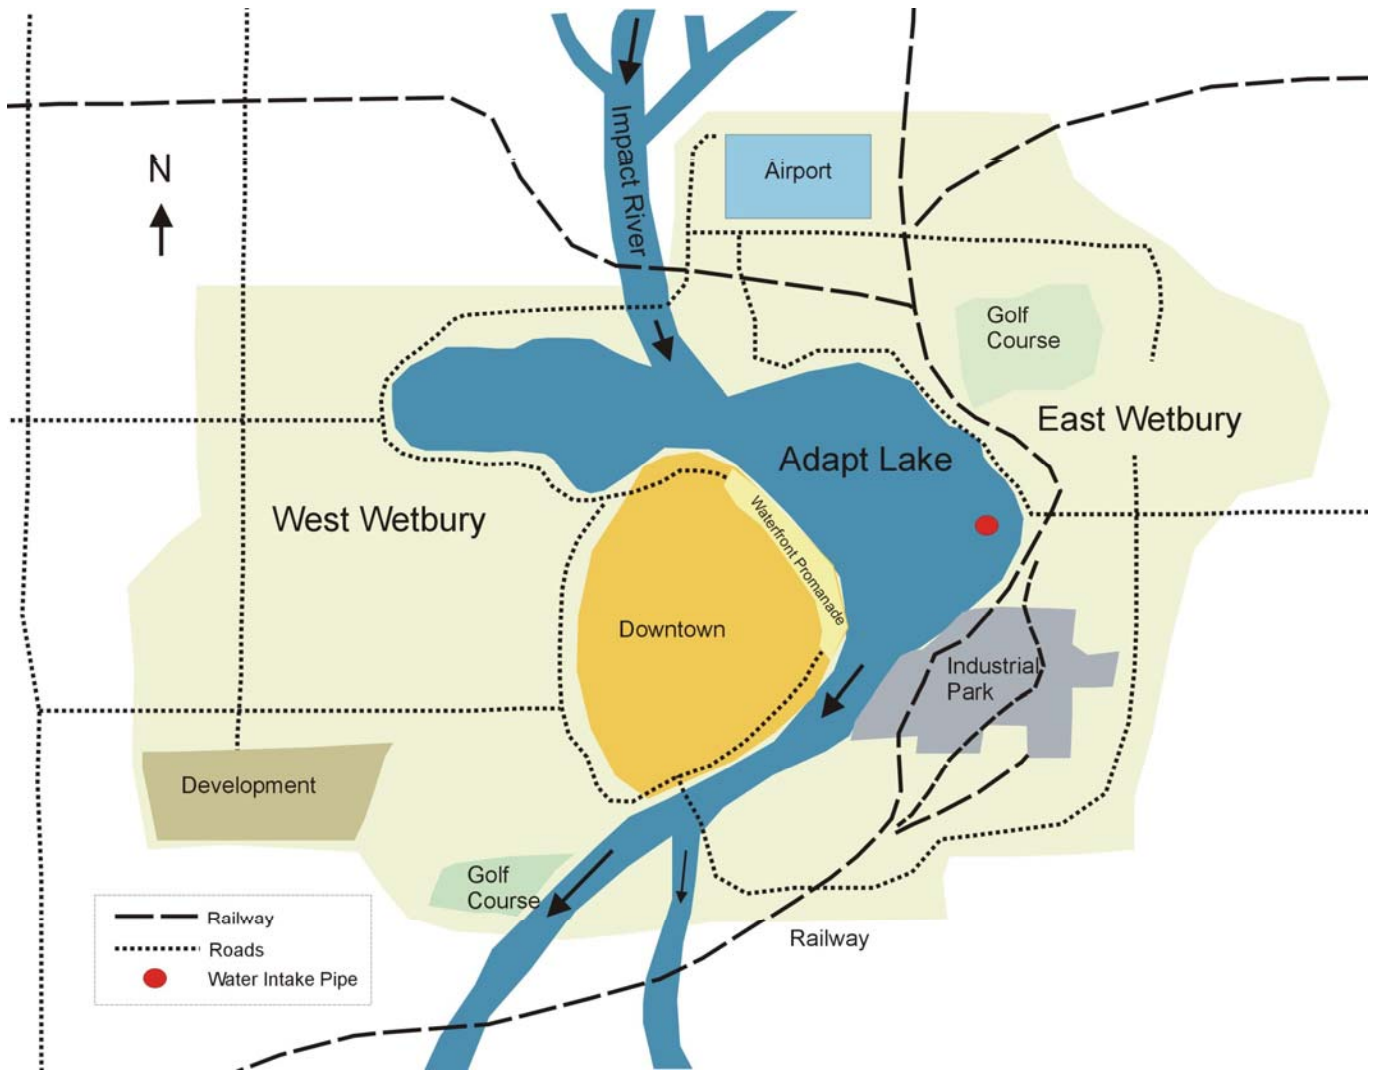 Impact River
Airport
N
Golf
Course
East Wetbury
Adapt Lake
West Wetbury
Waterfront Promanade
Downtown
Industrial
Park
Development
Golf
Course
Railway
Railway
Roads
Water Intake Pipe